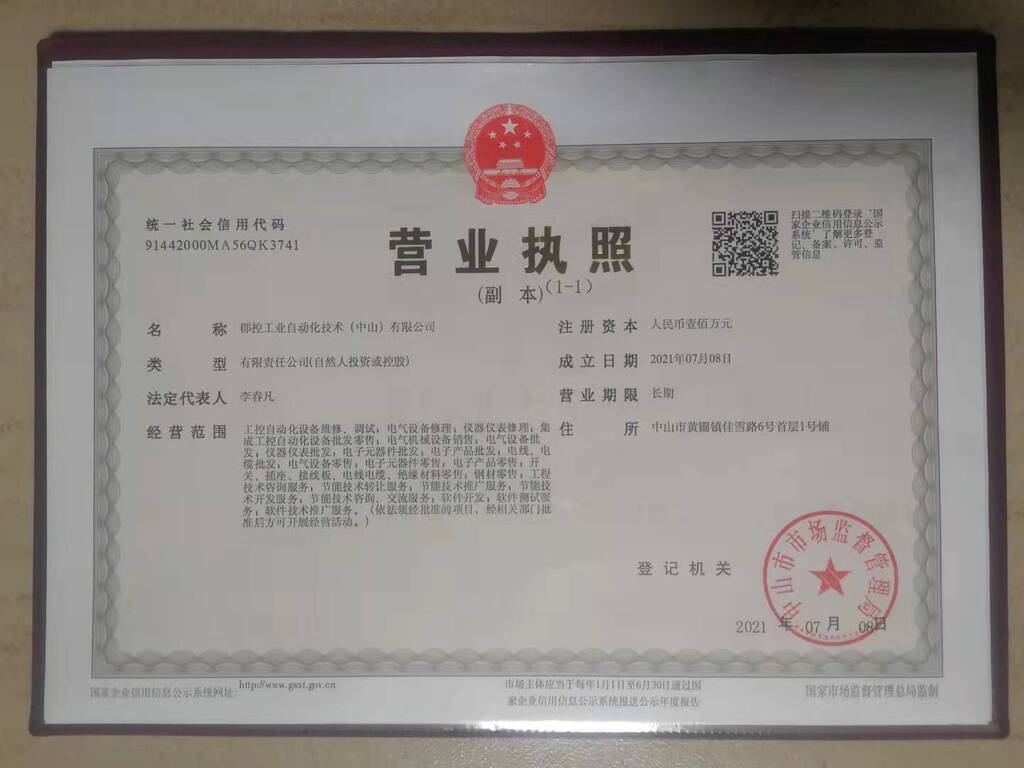 统一社会信用代码
91442000MA56QK3741
营业执照
(副 本)(1-1)
扫描二维码登录‘国
家企业信用信息公示
系统’了解更多登
记、备案、许可、监
管信息
名 称 郡控工业自动化技术（中山）有限公司
类 型 有限责任公司(自然人投资或控股)
法定代表人 李春凡
经营范围 工控自动化设备维修、调试；电气设备修理；仪器仪表修理；集
成工控自动化设备批发零售；电气机械设备销售；电气设备批
发；仪器仪表批发；电子元器件批发；电子产品批发；电线、电
缆批发；电气设备零售；电子元器件零售；电子产品零售；开
关、插座、接线板、电线电缆、绝缘材料零售；钢材零售；工程
技术咨询服务；节能技术转让服务；节能技术推广服务；节能技
术开发服务；节能技术咨询、交流服务；软件开发；软件测试服
务；软件技术推广服务。（依法须经批准的项目，经相关部门批
准后方可开展经营活动。）
注册资本 人民币壹佰万元
成立日期 2021年07月08日
营业期限 长期
住 所 中山市黄圃镇佳雪路6号首层1号铺
登记机关
中山市市场监督管理局
2021 年 07 月 08日
国家企业信用信息公示系统网址: http://www.gsxt.gov.cn
市场主体应当于每年1月1日至6月30日通过国
家企业信用信息公示系统报送公示年度报告
国家市场监督管理总局监制